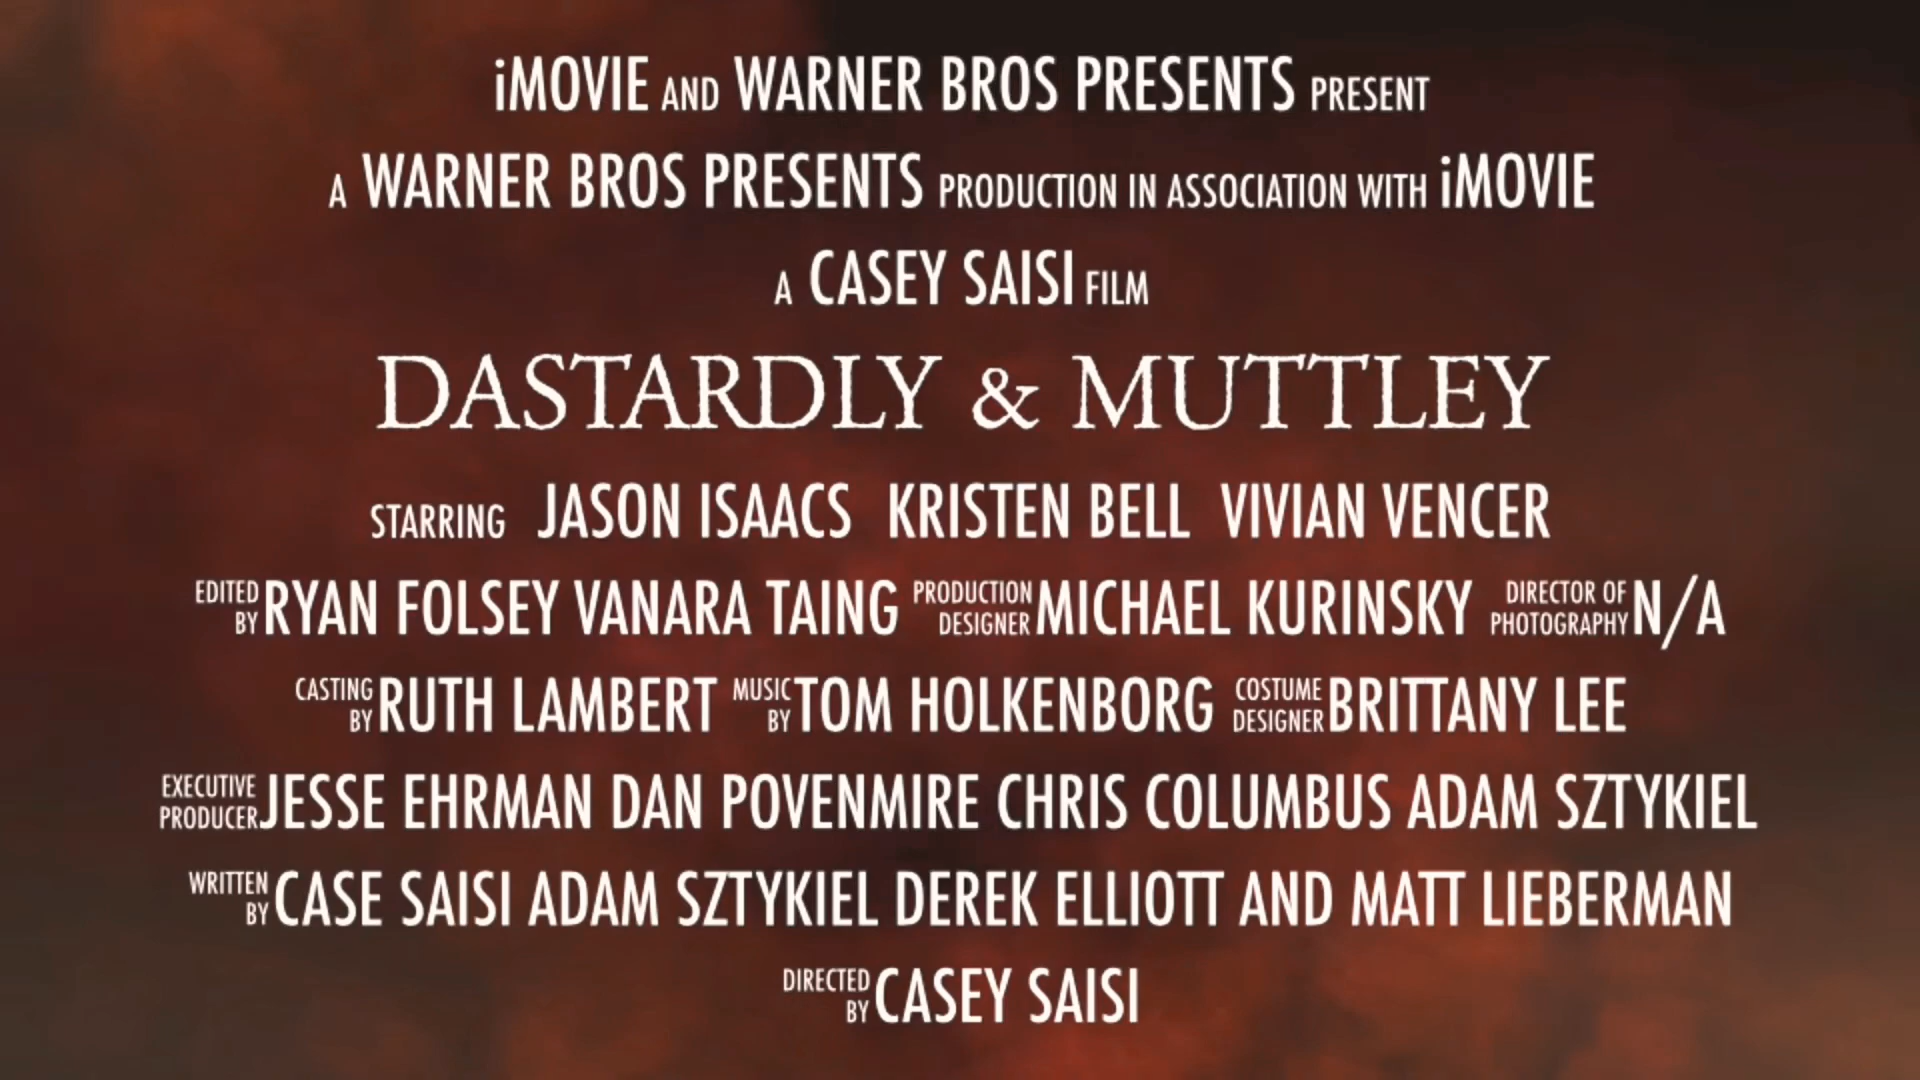 iMOVIE AND WARNER BROS PRESENTS PRESENT
A WARNER BROS PRESENTS PRODUCTION IN ASSOCIATION WITH iMOVIE
A CASEY SAISI FILM
DASTARDLY & MUTTLEY
STARRING JASON ISAACS KRISTEN BELL VIVIAN VENCER
EDITED BY RYAN FOLSEY VANARA TAING PRODUCTION DESIGNER MICHAEL KURINSKY DIRECTOR OF PHOTOGRAPHY N/A
CASTING BY RUTH LAMBERT MUSIC BY TOM HOLKENBORG COSTUME DESIGNER BRITTANY LEE
EXECUTIVE PRODUCER JESSE EHRMAN DAN POVENMIRE CHRIS COLUMBUS ADAM SZTYKIEL
WRITTEN BY CASE SAISI ADAM SZTYKIEL DEREK ELLIOTT AND MATT LIEBERMAN
DIRECTED BY CASEY SAISI